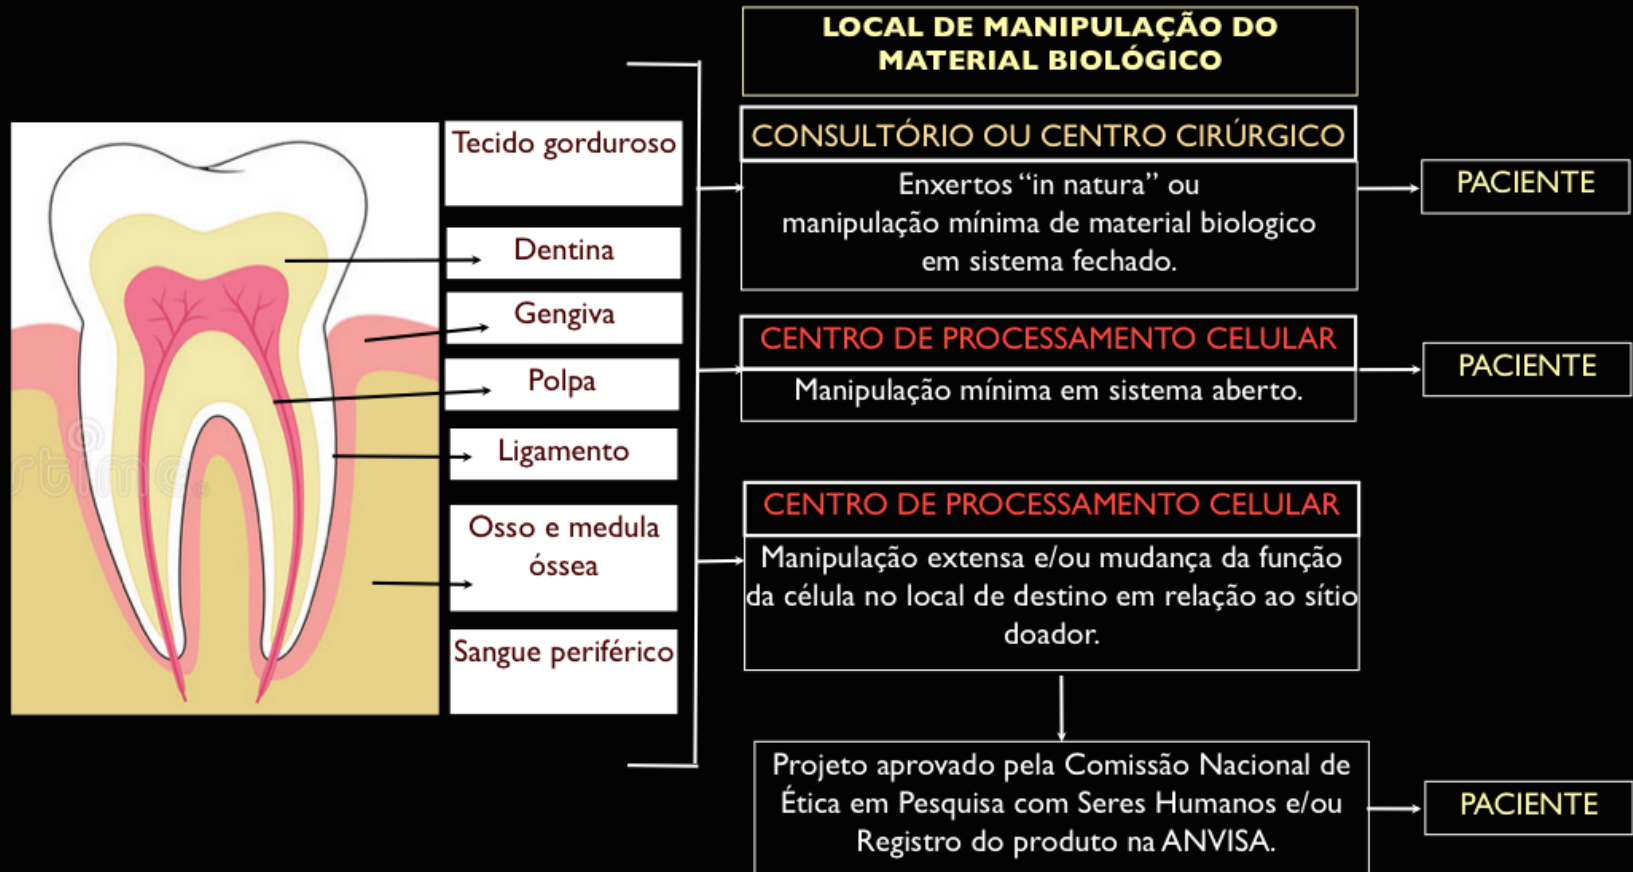 LOCAL DE MANIPULAÇÃO DO
MATERIAL BIOLÓGICO
Tecido gorduroso
Dentina
Gengiva
Polpa
Ligamento
Osso e medula
óssea
Sangue periférico
CONSULTÓRIO OU CENTRO CIRÚRGICO
Enxertos “in natura” ou
manipulação mínima de material biologico
em sistema fechado.
PACIENTE
CENTRO DE PROCESSAMENTO CELULAR
Manipulação mínima em sistema aberto.
PACIENTE
CENTRO DE PROCESSAMENTO CELULAR
Manipulação extensa e/ou mudança da função
da célula no local de destino em relação ao sítio
doador.
Projeto aprovado pela Comissão Nacional de
Ética em Pesquisa com Seres Humanos e/ou
Registro do produto na ANVISA.
PACIENTE
stime